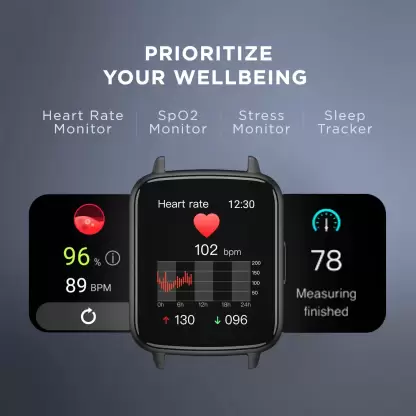 PRIORITIZE
YOUR WELLBEING
Heart Rate Monitor
SpO2 Monitor
Stress Monitor
Sleep Tracker
96 %
89 BPM
Heart rate 12:30
102 bpm
200
150
100
50
0h 6h 12h 18h 24h
↑ 130 ↓ 096
78
Measuring
finished